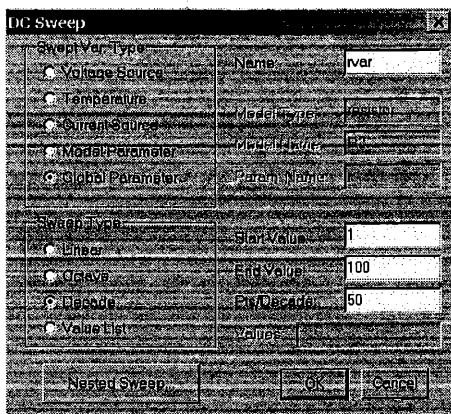 DC Sweep
Swept Var. Type
Voltage Source
Temperature
Current Source
Model Parameter
Global Parameter
Name: rvar
Model Type:
Model Name:
Param. Name:
Sweep Type
Linear
Octave
Decade
Value List
Start Value: 1
End Value: 100
Pts/Decade: 50
Values:
Nested Sweep...
OK
Cancel